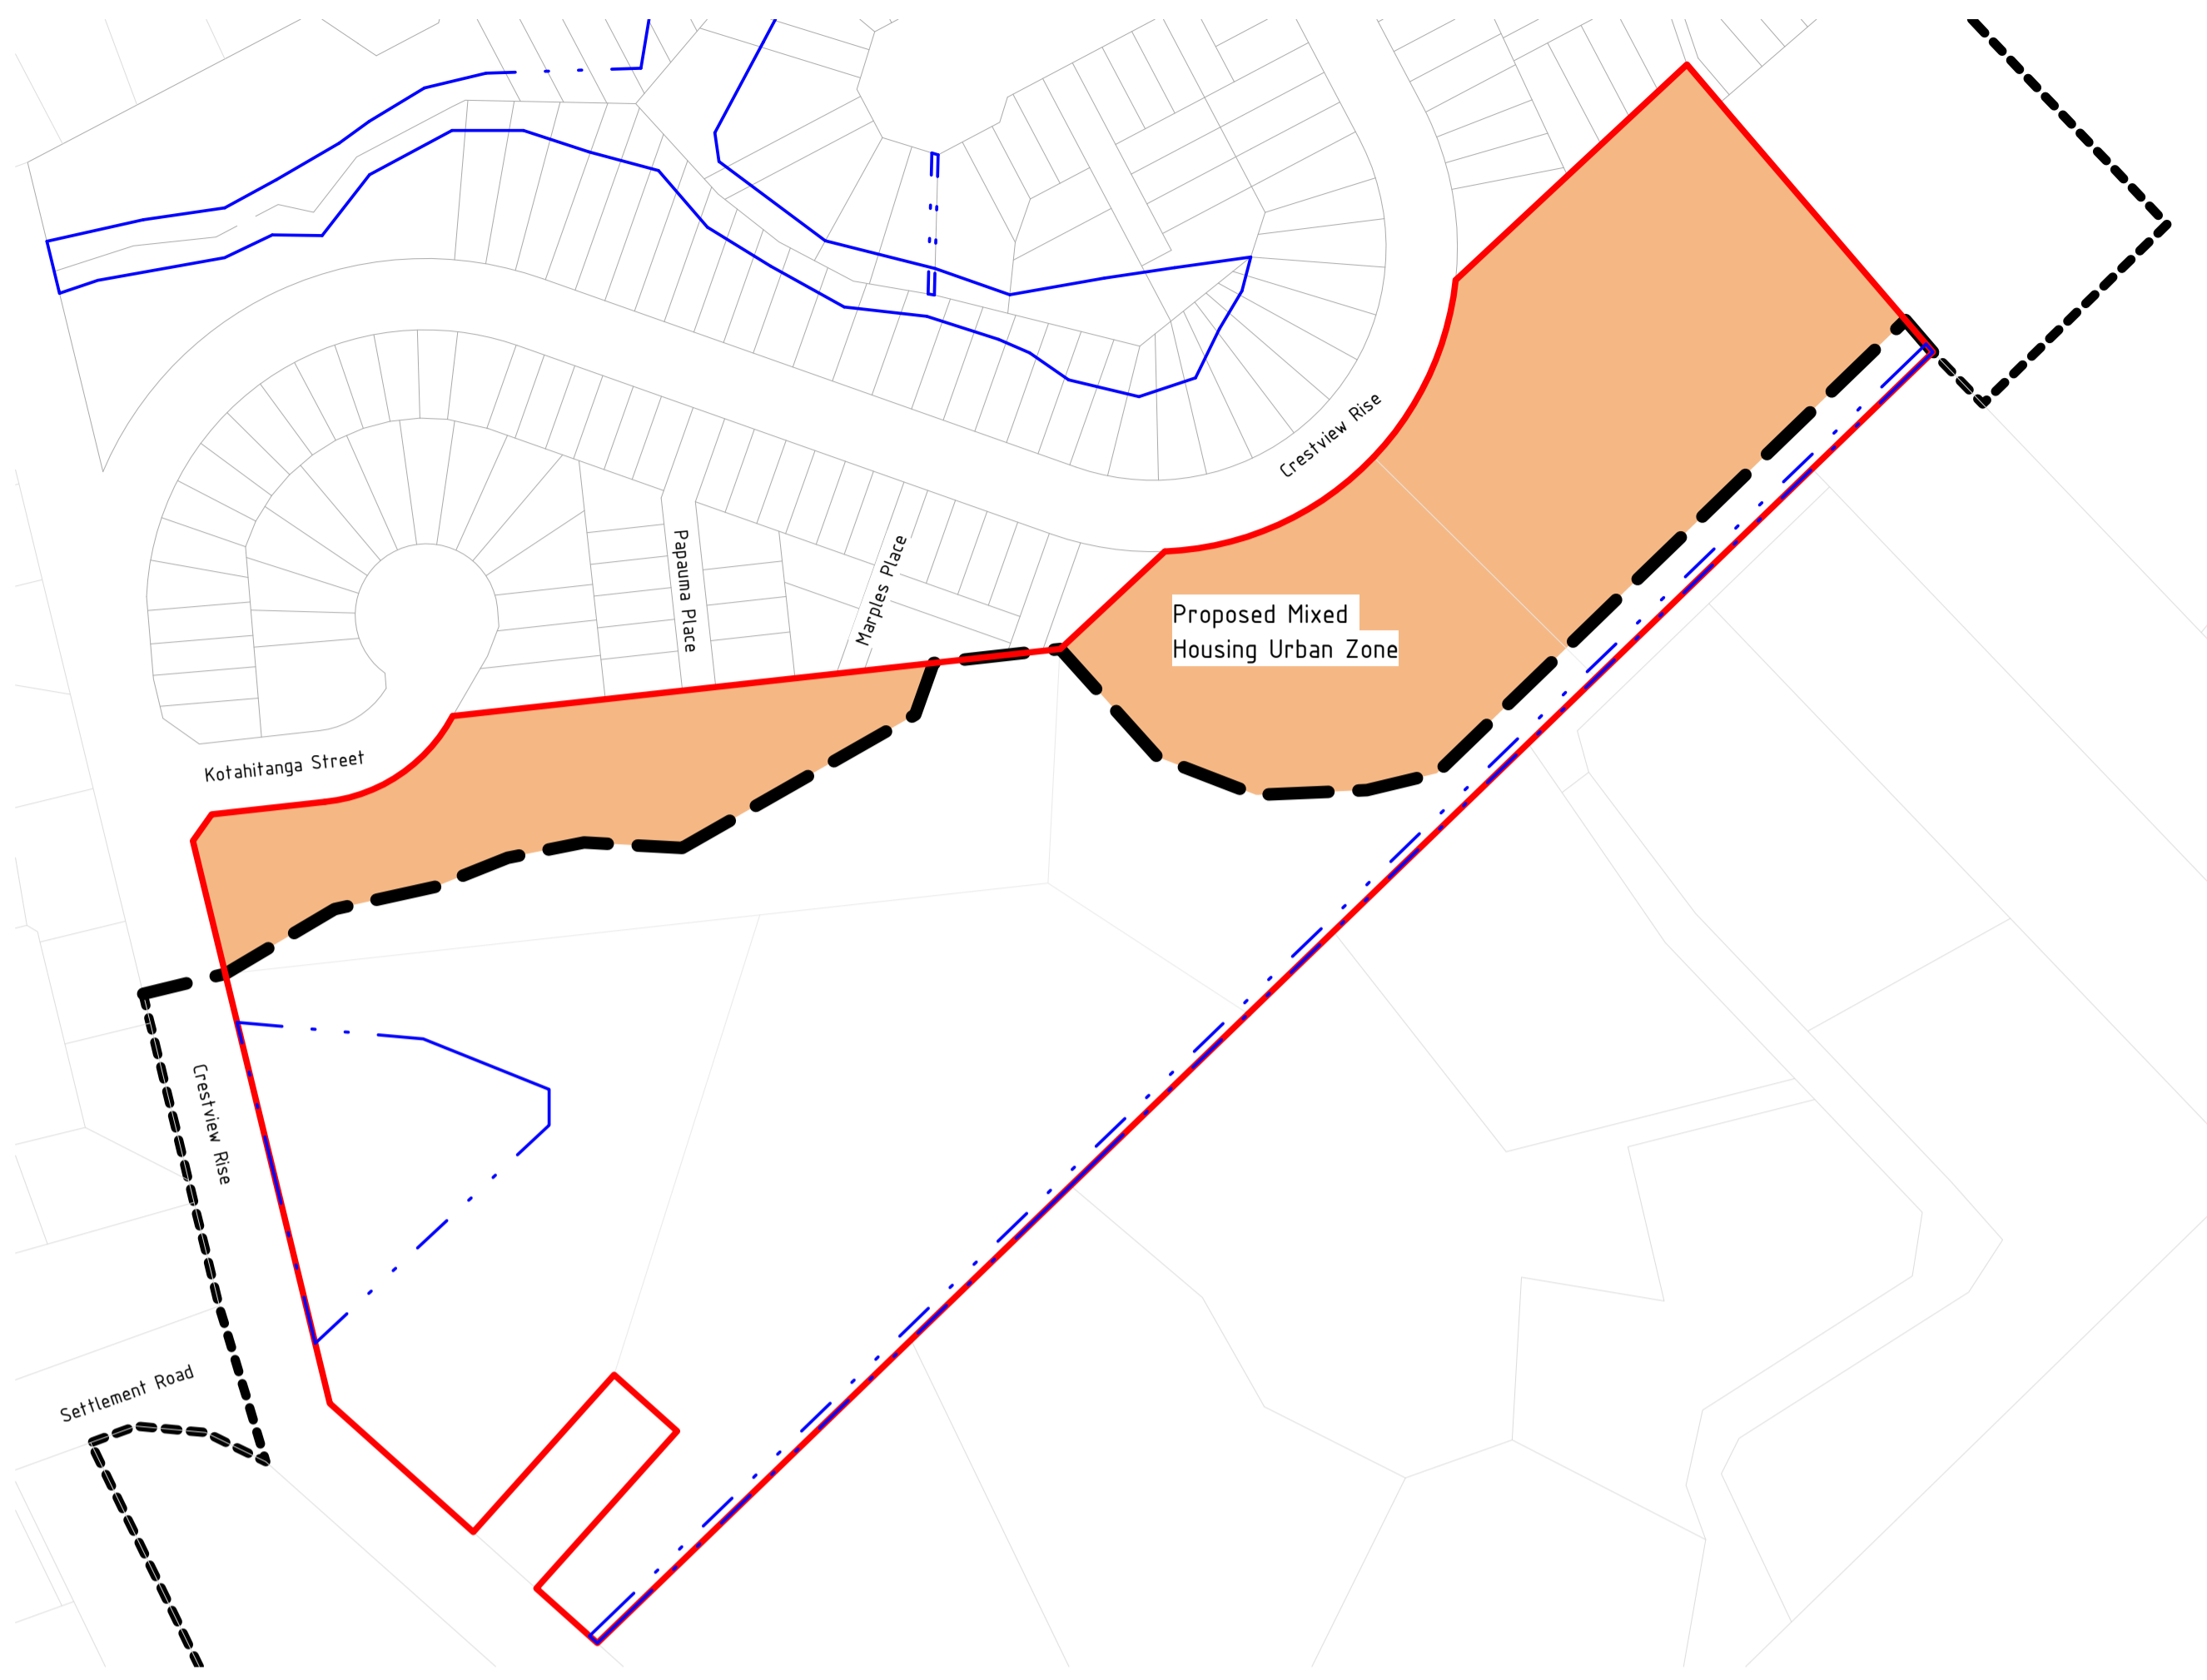 Crestview Rise
Papauma Place
Marples Place
Proposed Mixed
Housing Urban Zone
Kotahitanga Street
Crestview Rise
Settlement Road